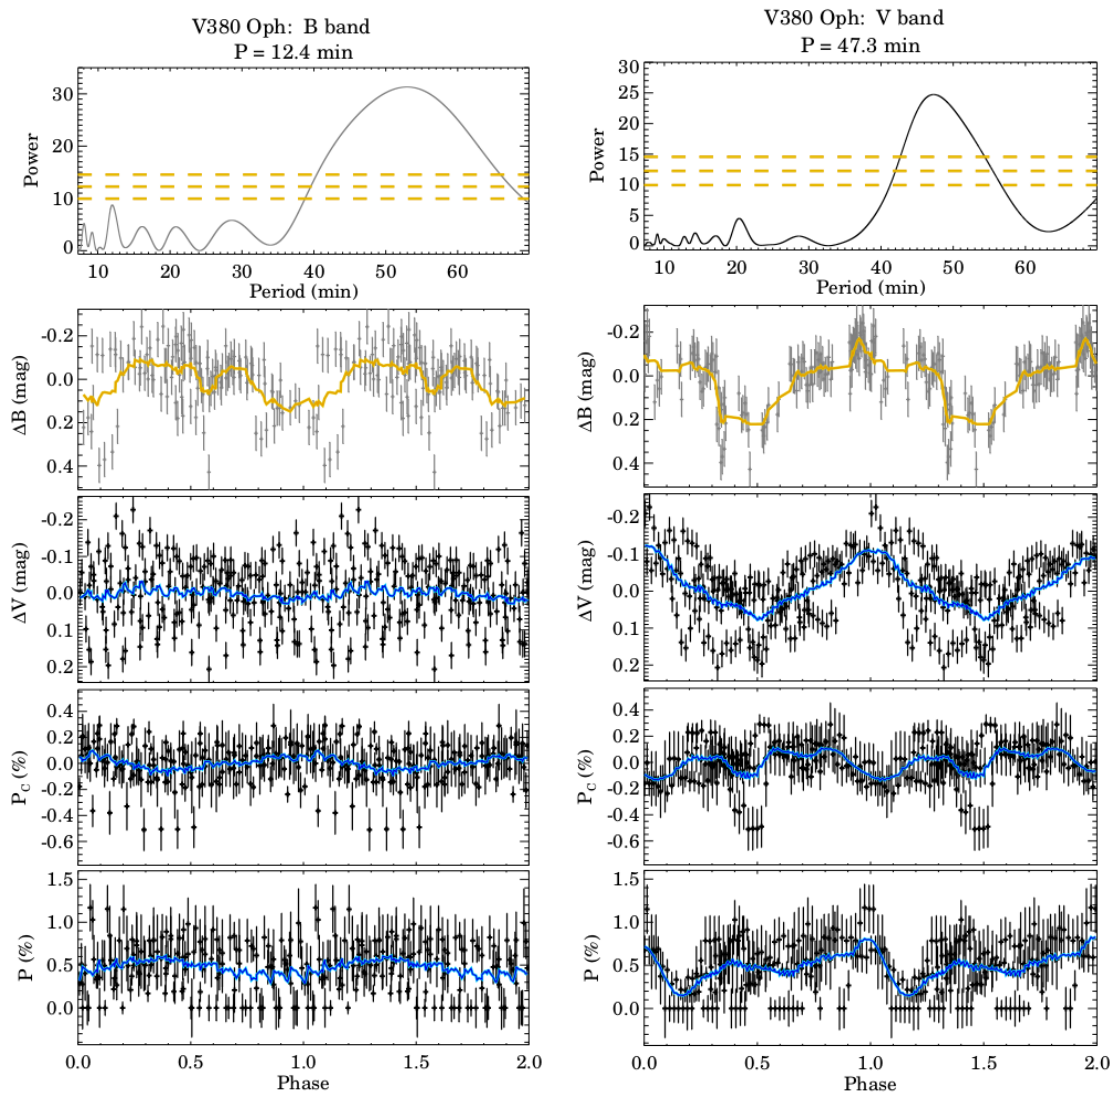 V380 Oph: B band
P = 12.4 min
30
20
10
0
Power
10 20 30 40 50 60
Period (min)
-0.2
0.0
0.2
0.4
ΔB (mag)
-0.2
-0.1
0.0
0.1
0.2
ΔV (mag)
0.4
0.2
0.0
-0.2
-0.4
-0.6
P_C (%)
1.5
1.0
0.5
0.0
P (%)
0.0 0.5 1.0 1.5 2.0
Phase
V380 Oph: V band
P = 47.3 min
30
25
20
15
10
5
0
Power
10 20 30 40 50 60
Period (min)
-0.2
0.0
0.2
0.4
ΔB (mag)
-0.2
-0.1
0.0
0.1
0.2
ΔV (mag)
0.4
0.2
0.0
-0.2
-0.4
-0.6
P_C (%)
1.5
1.0
0.5
0.0
P (%)
0.0 0.5 1.0 1.5 2.0
Phase